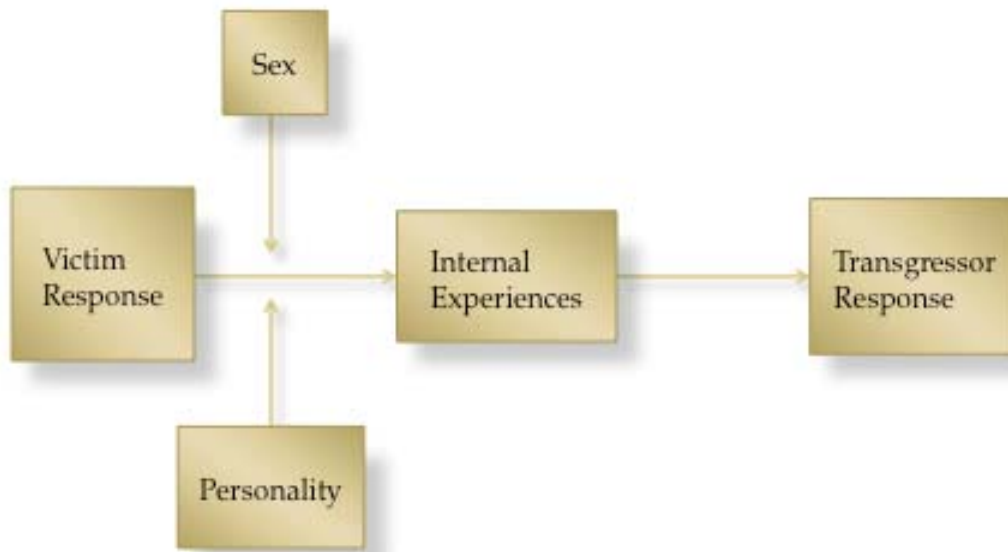 Sex
Victim
Response
Internal
Experiences
Transgressor
Response
Personality